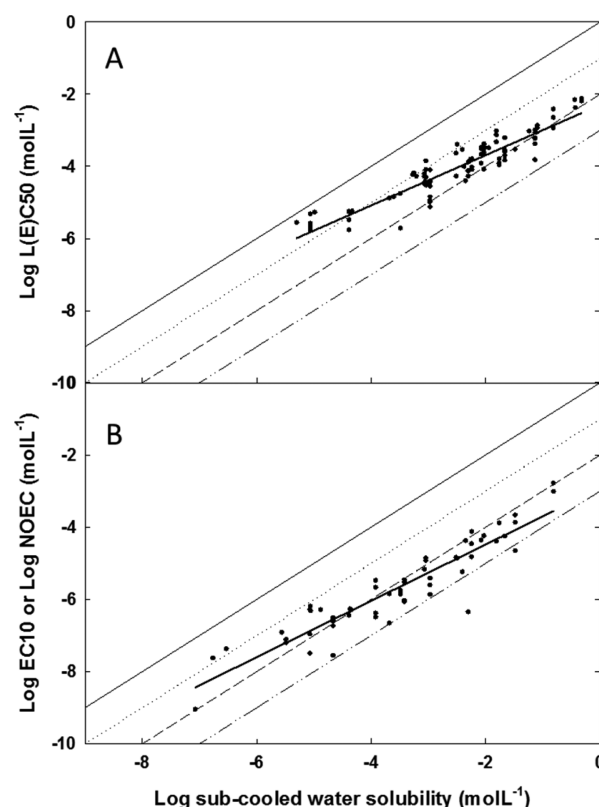 0
A
-2
-4
-6
-8
-10
Log L(E)C50 (molL⁻¹)
B
-2
-4
-6
-8
-10
Log EC10 or Log NOEC (molL⁻¹)
-8 -6 -4 -2 0
Log sub-cooled water solubility (molL⁻¹)